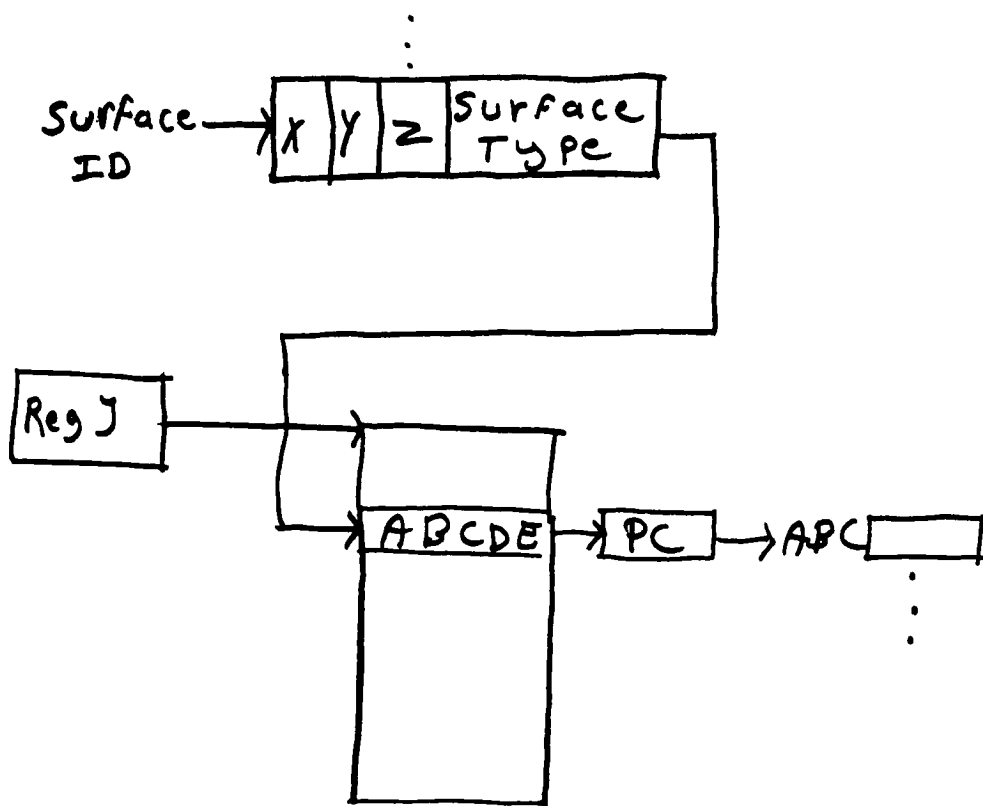 Surface
ID
X Y Z Surface
Type
Reg J
ABCDE
PC
ABC